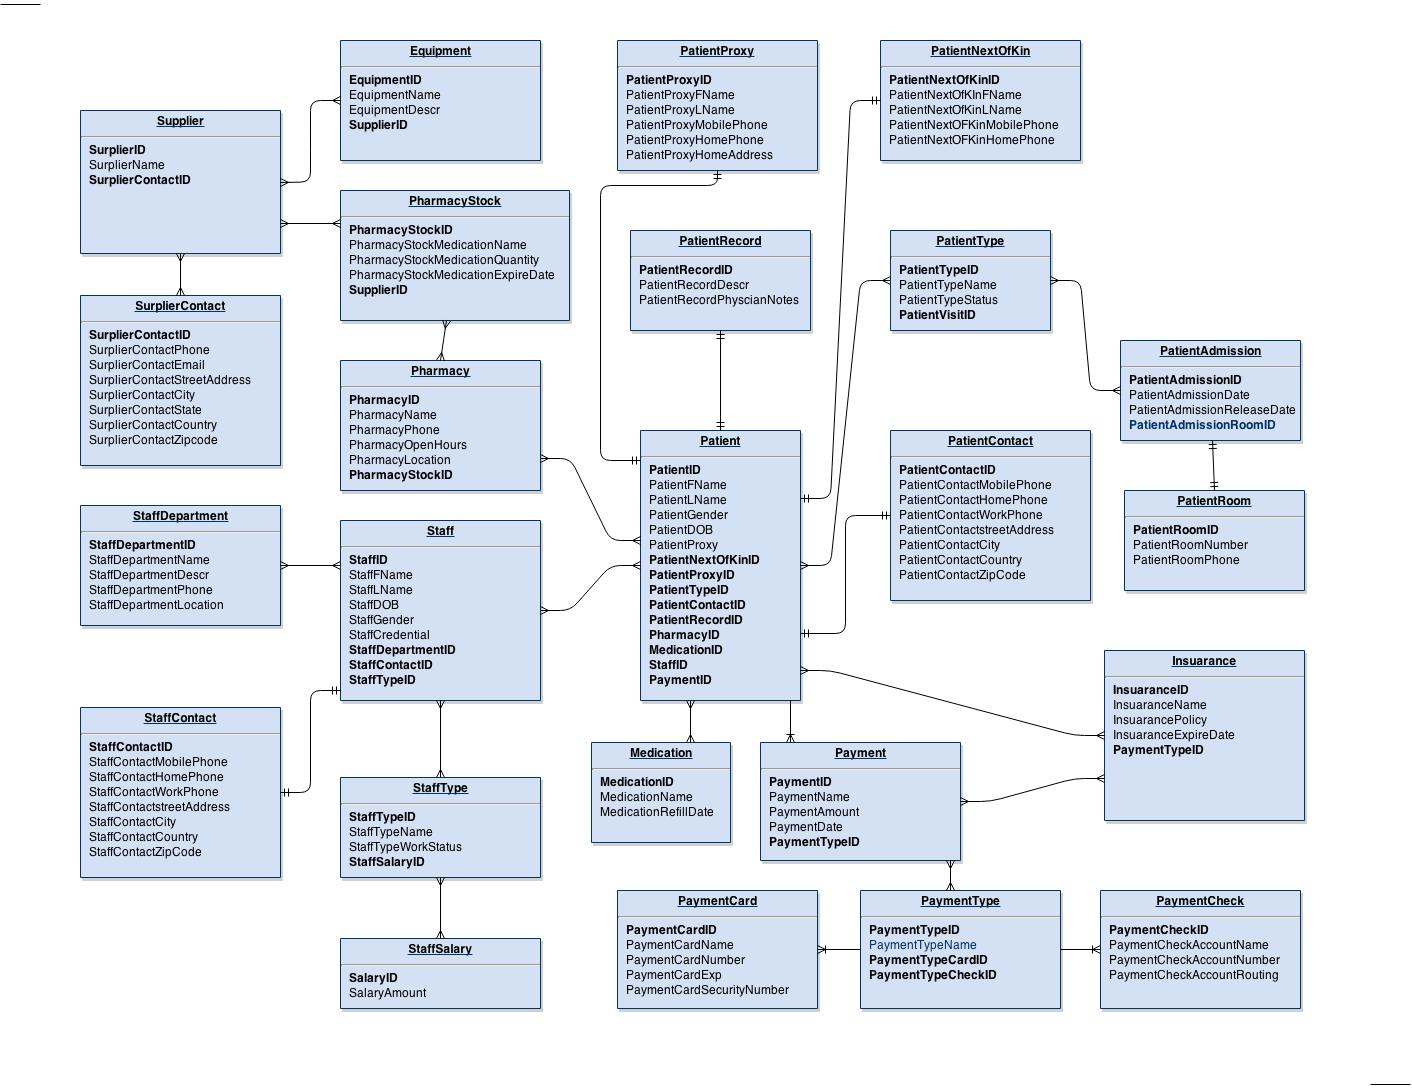 Equipment
EquipmentID
EquipmentName
EquipmentDescr
SupplierID
PatientProxy
PatientProxyID
PatientProxyFName
PatientProxyLName
PatientProxyMobilePhone
PatientProxyHomePhone
PatientProxyHomeAddress
PatientNextOfKin
PatientNextOfKinID
PatientNextOfKInFName
PatientNextOfKinLName
PatientNextOFKinMobilePhone
PatientNextOFKinHomePhone
Supplier
SurplierID
SurplierName
SurplierContactID
PharmacyStock
PharmacyStockID
PharmacyStockMedicationName
PharmacyStockMedicationQuantity
PharmacyStockMedicationExpireDate
SupplierID
PatientRecord
PatientRecordID
PatientRecordDescr
PatientRecordPhyscianNotes
PatientType
PatientTypeID
PatientTypeName
PatientTypeStatus
PatientVisitID
SurplierContact
SurplierContactID
SurplierContactPhone
SurplierContactEmail
SurplierContactStreetAddress
SurplierContactCity
SurplierContactState
SurplierContactCountry
SurplierContactZipcode
Pharmacy
PharmacyID
PharmacyName
PharmacyPhone
PharmacyOpenHours
PharmacyLocation
PharmacyStockID
PatientAdmission
PatientAdmissionID
PatientAdmissionDate
PatientAdmissionReleaseDate
PatientAdmissionRoomID
Patient
PatientID
PatientFName
PatientLName
PatientGender
PatientDOB
PatientProxy
PatientNextOfKinID
PatientProxyID
PatientTypeID
PatientContactID
PatientRecordID
PharmacyID
MedicationID
StaffID
PaymentID
PatientContact
PatientContactID
PatientContactMobilePhone
PatientContactHomePhone
PatientContactWorkPhone
PatientContactstreetAddress
PatientContactCity
PatientContactCountry
PatientContactZipCode
PatientRoom
PatientRoomID
PatientRoomNumber
PatientRoomPhone
StaffDepartment
StaffDepartmentID
StaffDepartmentName
StaffDepartmentDescr
StaffDepartmentPhone
StaffDepartmentLocation
Staff
StaffID
StaffFName
StaffLName
StaffDOB
StaffGender
StaffCredential
StaffDepartmentID
StaffContactID
StaffTypeID
Insuarance
InsuaranceID
InsuaranceName
InsuarancePolicy
InsuaranceExpireDate
PaymentTypeID
StaffContact
StaffContactID
StaffContactMobilePhone
StaffContactHomePhone
StaffContactWorkPhone
StaffContactstreetAddress
StaffContactCity
StaffContactCountry
StaffContactZipCode
StaffType
StaffTypeID
StaffTypeName
StaffTypeWorkStatus
StaffSalaryID
Medication
MedicationID
MedicationName
MedicationRefillDate
Payment
PaymentID
PaymentName
PaymentAmount
PaymentDate
PaymentTypeID
StaffSalary
SalaryID
SalaryAmount
PaymentCard
PaymentCardID
PaymentCardName
PaymentCardNumber
PaymentCardExp
PaymentCardSecurityNumber
PaymentType
PaymentTypeID
PaymentTypeName
PaymentTypeCardID
PaymentTypeCheckID
PaymentCheck
PaymentCheckID
PaymentCheckAccountName
PaymentCheckAccountNumber
PaymentCheckAccountRouting